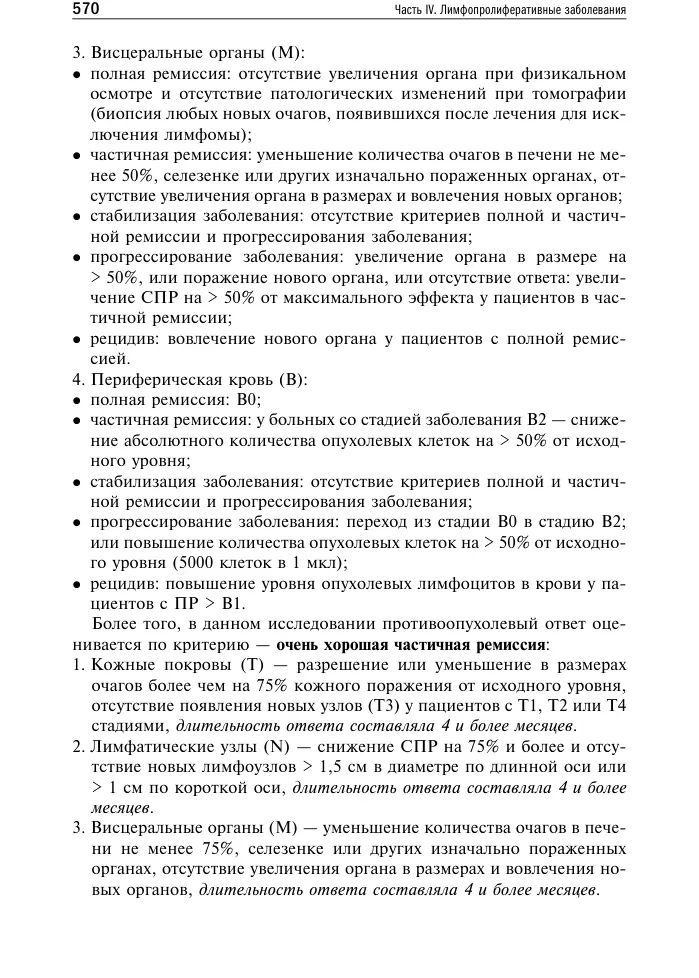 570
Часть IV. Лимфопролиферативные заболевания
3. Висцеральные органы (M):
● полная ремиссия: отсутствие увеличения органа при физикальном
осмотре и отсутствие патологических изменений при томографии
(биопсия любых новых очагов, появившихся после лечения для иск-
лючения лимфомы);
● частичная ремиссия: уменьшение количества очагов в печени не ме-
нее 50%, селезенке или других изначально пораженных органах, от-
сутствие увеличения органа в размерах и вовлечения новых органов;
● стабилизация заболевания: отсутствие критериев полной и частич-
ной ремиссии и прогрессирования заболевания;
● прогрессирование заболевания: увеличение органа в размере на
> 50%, или поражение нового органа, или отсутствие ответа: увели-
чение СПР на > 50% от максимального эффекта у пациентов в час-
тичной ремиссии;
● рецидив: вовлечение нового органа у пациентов с полной ремис-
сией.
4. Периферическая кровь (B):
● полная ремиссия: B0;
● частичная ремиссия: у больных со стадией заболевания B2 — сниже-
ние абсолютного количества опухолевых клеток на > 50% от исход-
ного уровня;
● стабилизация заболевания: отсутствие критериев полной и частич-
ной ремиссии и прогрессирования заболевания;
● прогрессирование заболевания: переход из стадии B0 в стадию B2;
или повышение количества опухолевых клеток на > 50% от исходно-
го уровня (5000 клеток в 1 мкл);
● рецидив: повышение уровня опухолевых лимфоцитов в крови у па-
циентов с ПР > B1.
Более того, в данном исследовании противоопухолевый ответ оце-
нивается по критерию — очень хорошая частичная ремиссия:
1. Кожные покровы (T) — разрешение или уменьшение в размерах
очагов более чем на 75% кожного поражения от исходного уровня,
отсутствие появления новых узлов (T3) у пациентов с T1, T2 или T4
стадиями, длительность ответа составляла 4 и более месяцев.
2. Лимфатические узлы (N) — снижение СПР на 75% и более и отсу-
тствие новых лимфоузлов > 1,5 см в диаметре по длинной оси или
> 1 см по короткой оси, длительность ответа составляла 4 и более
месяцев.
3. Висцеральные органы (M) — уменьшение количества очагов в пече-
ни не менее 75%, селезенке или других изначально пораженных
органах, отсутствие увеличения органа в размерах и вовлечения но-
вых органов, длительность ответа составляла 4 и более месяцев.